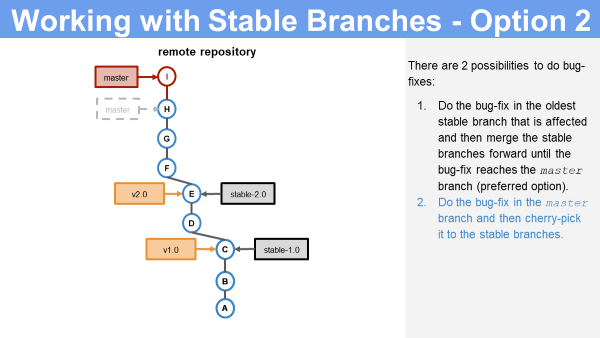 Working with Stable Branches - Option 2
remote repository
master
I
master
H
G
F
v2.0
E
stable-2.0
D
v1.0
C
stable-1.0
B
A
There are 2 possibilities to do bug-
fixes:
1. Do the bug-fix in the oldest
stable branch that is affected
and then merge the stable
branches forward until the
bug-fix reaches the master
branch (preferred option).
2. Do the bug-fix in the master
branch and then cherry-pick
it to the stable branches.